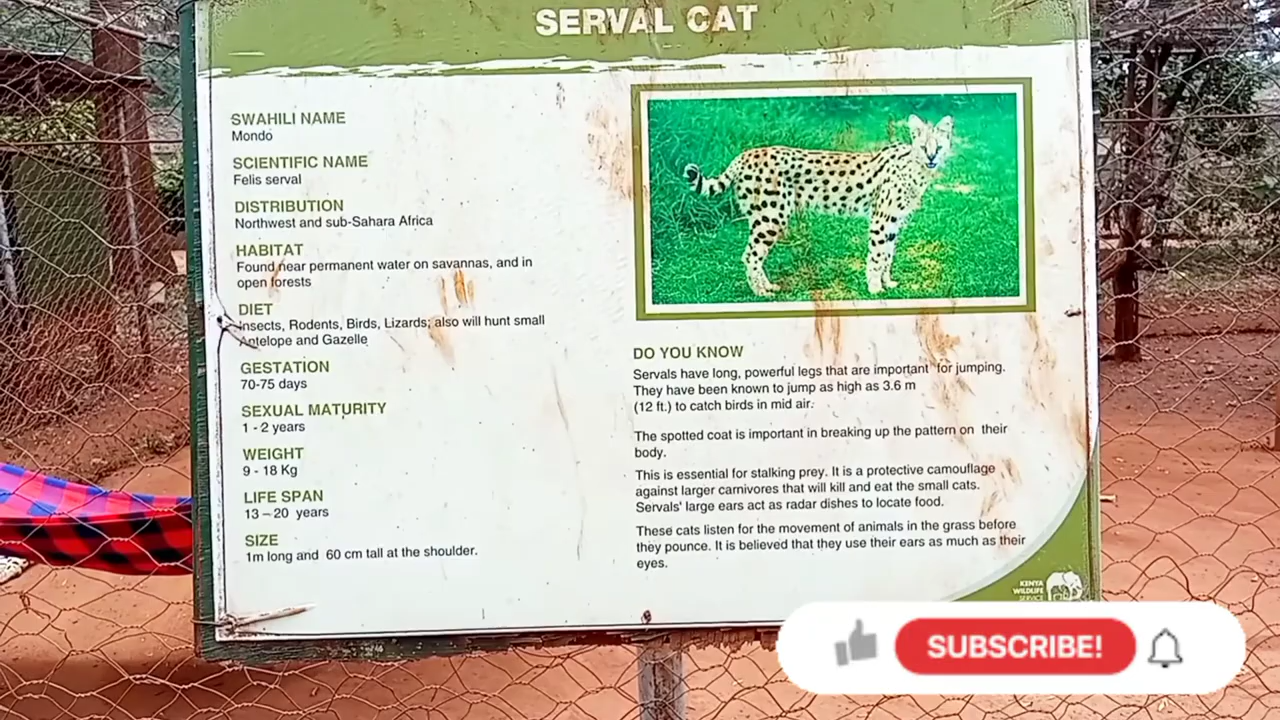 SERVAL CAT
SWAHILI NAME
Mondo
SCIENTIFIC NAME
Felis serval
DISTRIBUTION
Northwest and sub-Sahara Africa
HABITAT
Found near permanent water on savannas, and in
open forests
DIET
Insects, Rodents, Birds, Lizards; also will hunt small
Antelope and Gazelle
GESTATION
70-75 days
SEXUAL MATURITY
1 - 2 years
WEIGHT
9 - 18 Kg
LIFE SPAN
13 – 20 years
SIZE
1m long and 60 cm tall at the shoulder.
DO YOU KNOW
Servals have long, powerful legs that are important for jumping.
They have been known to jump as high as 3.6 m
(12 ft.) to catch birds in mid air.
The spotted coat is important in breaking up the pattern on their
body.
This is essential for stalking prey. It is a protective camouflage
against larger carnivores that will kill and eat the small cats.
Servals' large ears act as radar dishes to locate food.
These cats listen for the movement of animals in the grass before
they pounce. It is believed that they use their ears as much as their
eyes.
KENYA
WILDLIFE
SERVICE
SUBSCRIBE!